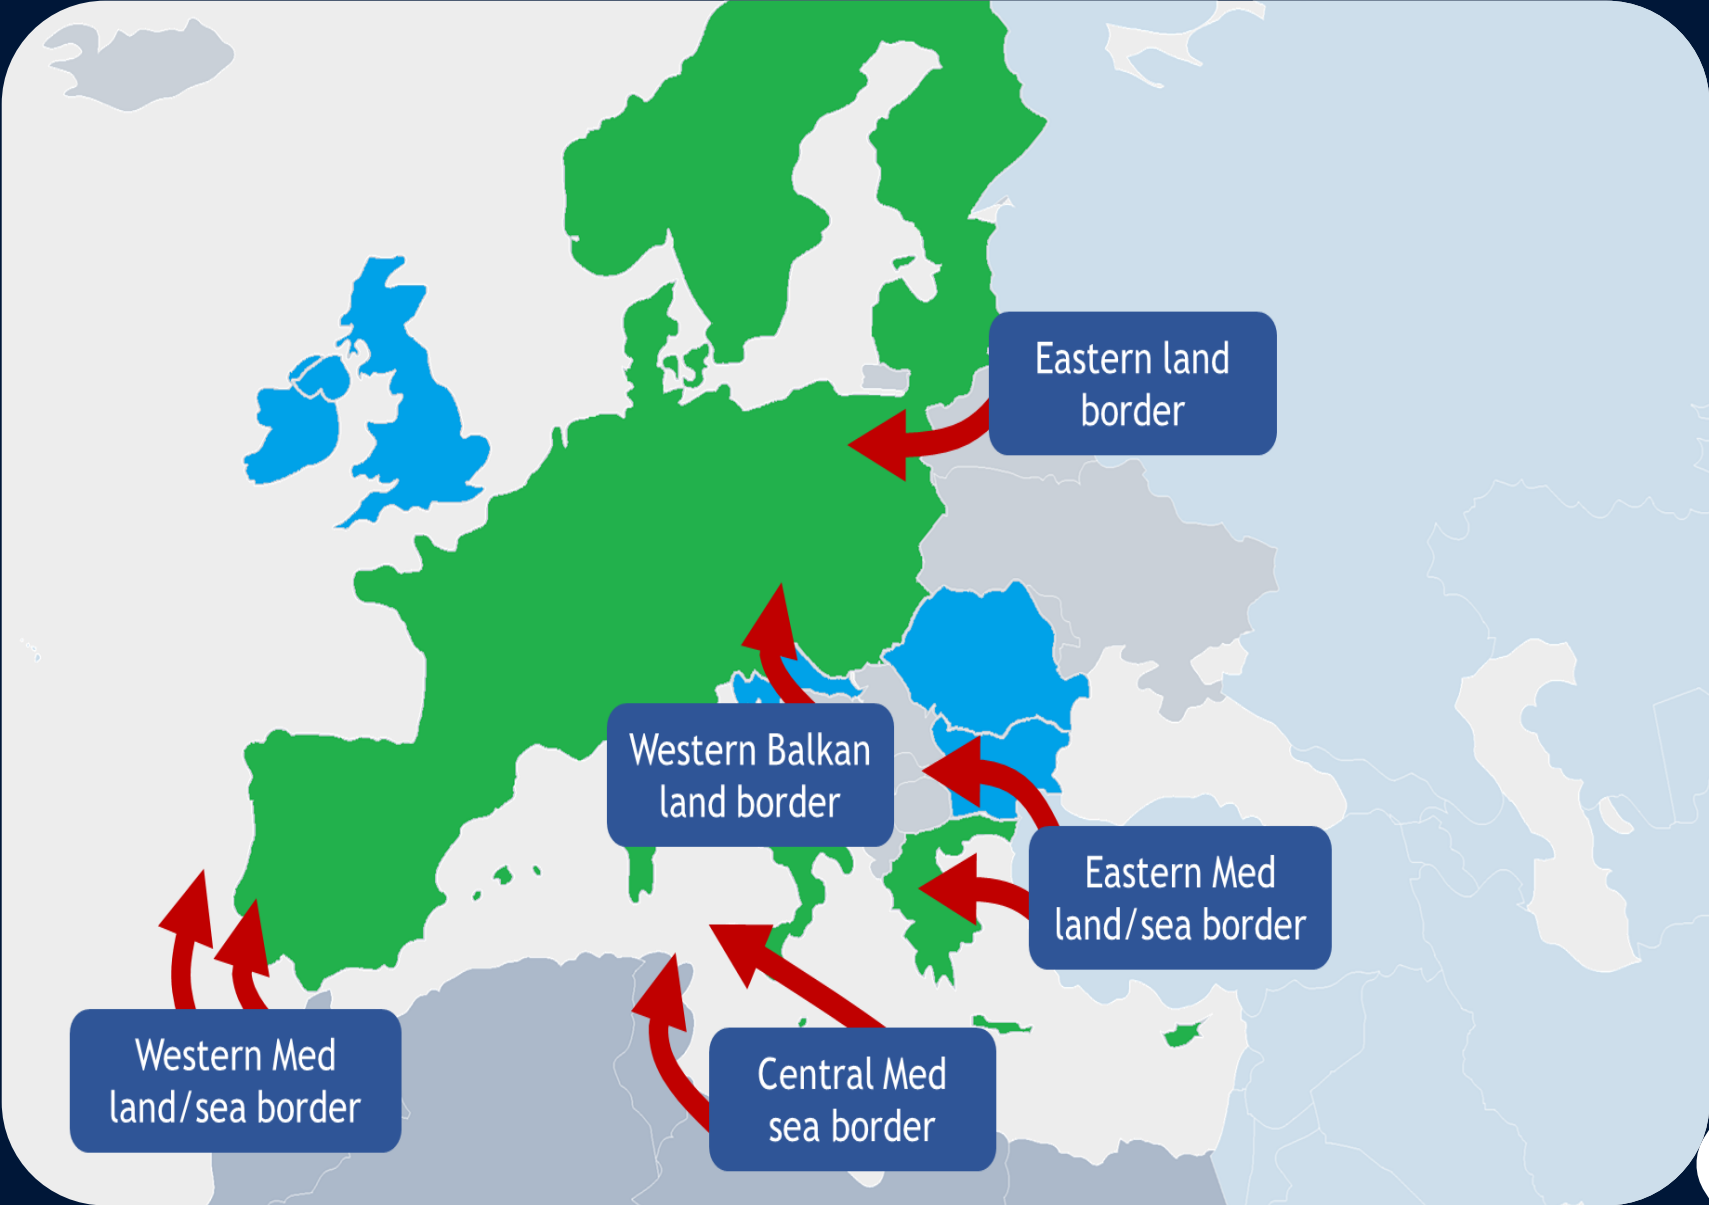 Eastern land
border
Western Balkan
land border
Eastern Med
land/sea border
Western Med
land/sea border
Central Med
sea border